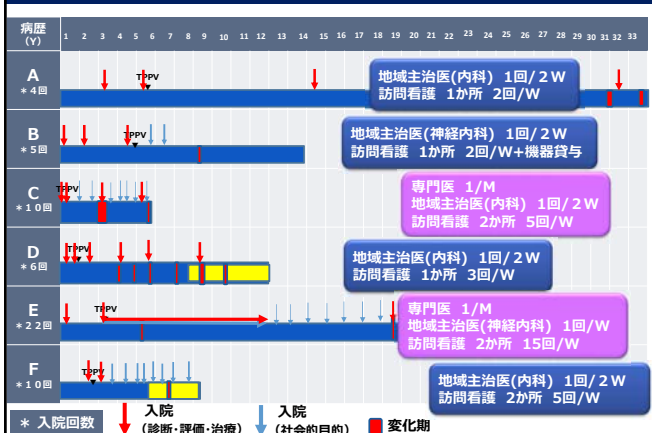 病歴
(Y)
1 2 3 4 5 6 7 8 9 10 11 12 13 14 15 16 17 18 19 20 21 22 23 24 25 26 27 28 29 30 31 32 33
A
*4回
TPPV
地域主治医(内科) 1回/2W
訪問看護 1か所 2回/W
B
*5回
TPPV
地域主治医(神経内科) 1回/2W
訪問看護 1か所 2回/W+機器貸与
C
*10回
TPPV
専門医 1/M
地域主治医(内科) 1回/2W
訪問看護 2か所 5回/W
D
*6回
TPPV
地域主治医(内科) 1回/2W
訪問看護 1か所 3回/W
E
*22回
TPPV
専門医 1/M
地域主治医(神経内科) 1回/W
訪問看護 2か所 15回/W
F
*10回
TPPV
地域主治医(内科) 1回/2W
訪問看護 2か所 5回/W
* 入院回数
入院
(診断・評価・治療)
入院
(社会的目的)
変化期